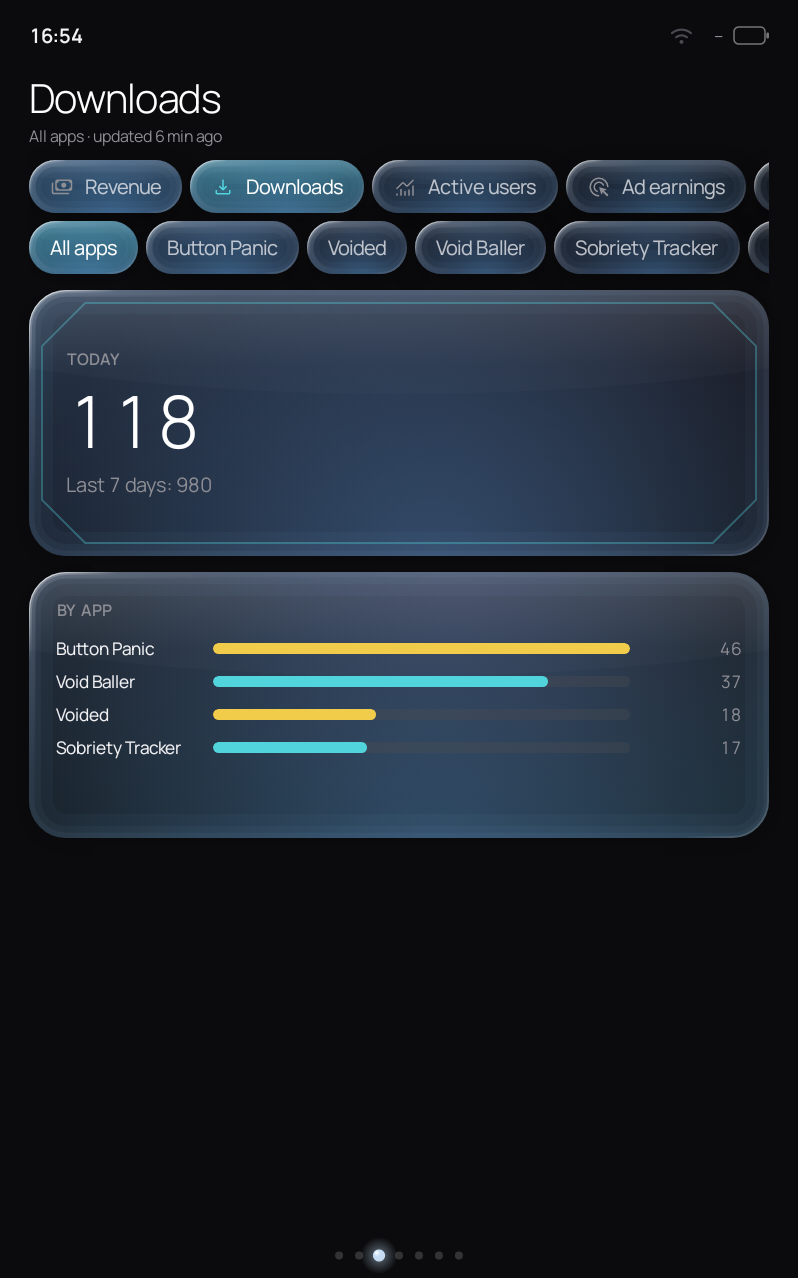 16:54 –
Downloads
All apps · updated 6 min ago
Revenue Downloads Active users Ad earnings
All apps Button Panic Voided Void Baller Sobriety Tracker
TODAY
118
Last 7 days: 980
BY APP
Button Panic 46
Void Baller 37
Voided 18
Sobriety Tracker 17